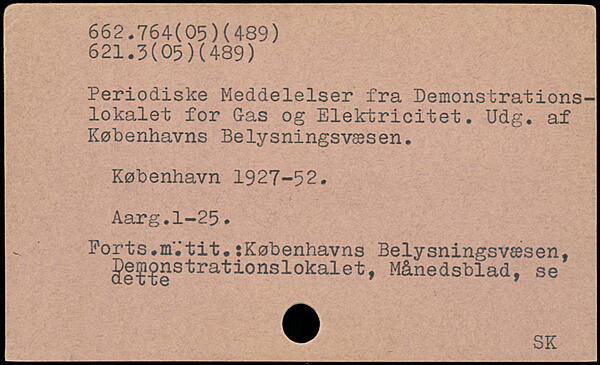 662.764(05)(489)
621.3(05)(489)
Periodiske Meddelelser fra Demonstrations-
lokalet for Gas og Elektricitet. Udg. af
Københavns Belysningsvæsen.
København 1927-52.
Aarg.1-25.
Forts.m.tit.:Københavns Belysningsvæsen,
Demonstrationslokalet, Månedsblad, se
dette
SK